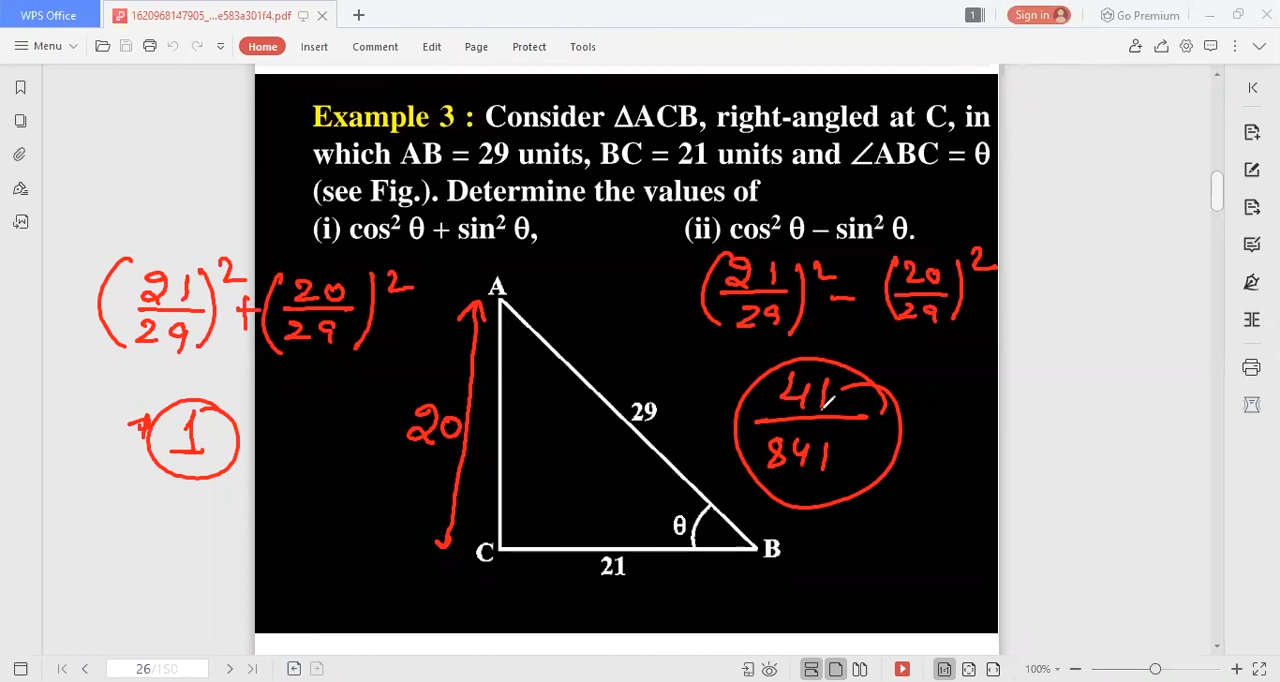 WPS Office
1620968147905_...e583a301f4.pdf
1
Sign in
Go Premium
Menu
Home
Insert
Comment
Edit
Page
Protect
Tools
Example 3 : Consider ΔACB, right-angled at C, in
which AB = 29 units, BC = 21 units and ∠ABC = θ
(see Fig.). Determine the values of
(i) cos² θ + sin² θ, (ii) cos² θ – sin² θ.
(21/29)² + (20/29)²
(21/29)² – (20/29)²
A
1
20
29
41/841
θ
C
B
21
26/150
100%